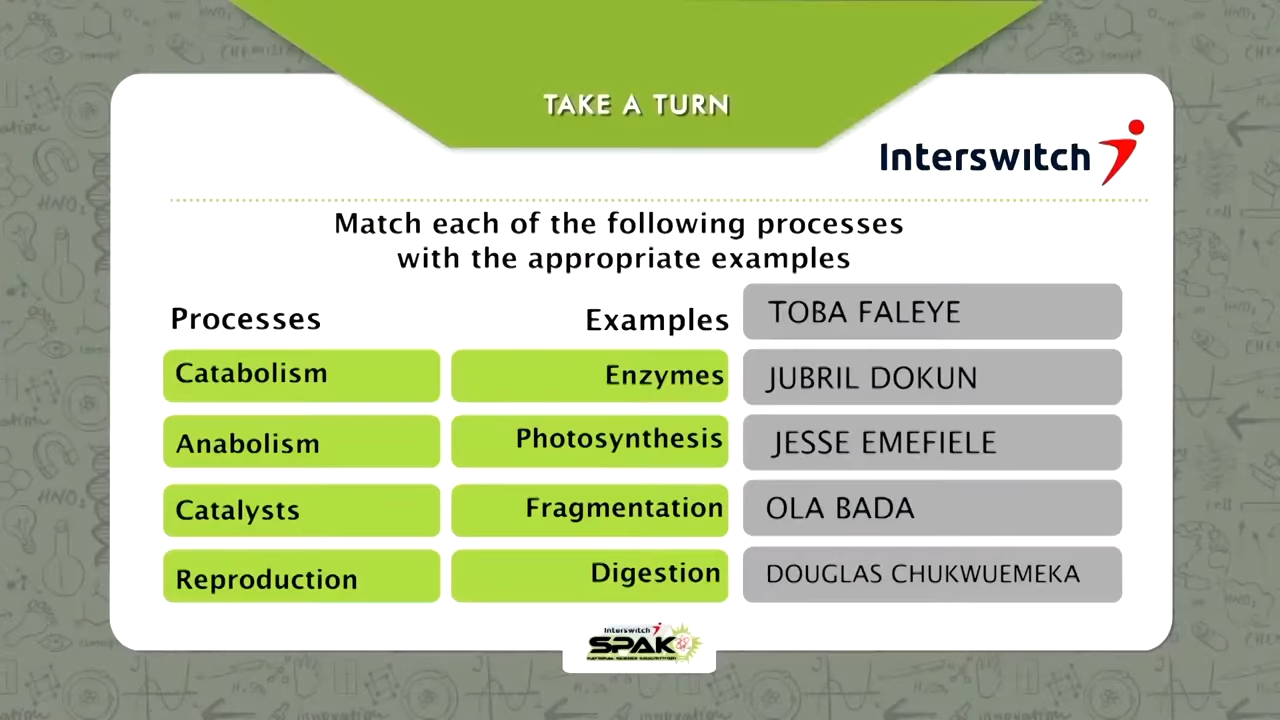 TAKE A TURN
Interswitch
Match each of the following processes
with the appropriate examples
Processes
Examples
TOBA FALEYE
Catabolism
Enzymes
JUBRIL DOKUN
Anabolism
Photosynthesis
JESSE EMEFIELE
Catalysts
Fragmentation
OLA BADA
Reproduction
Digestion
DOUGLAS CHUKWUEMEKA
Interswitch
SPAK